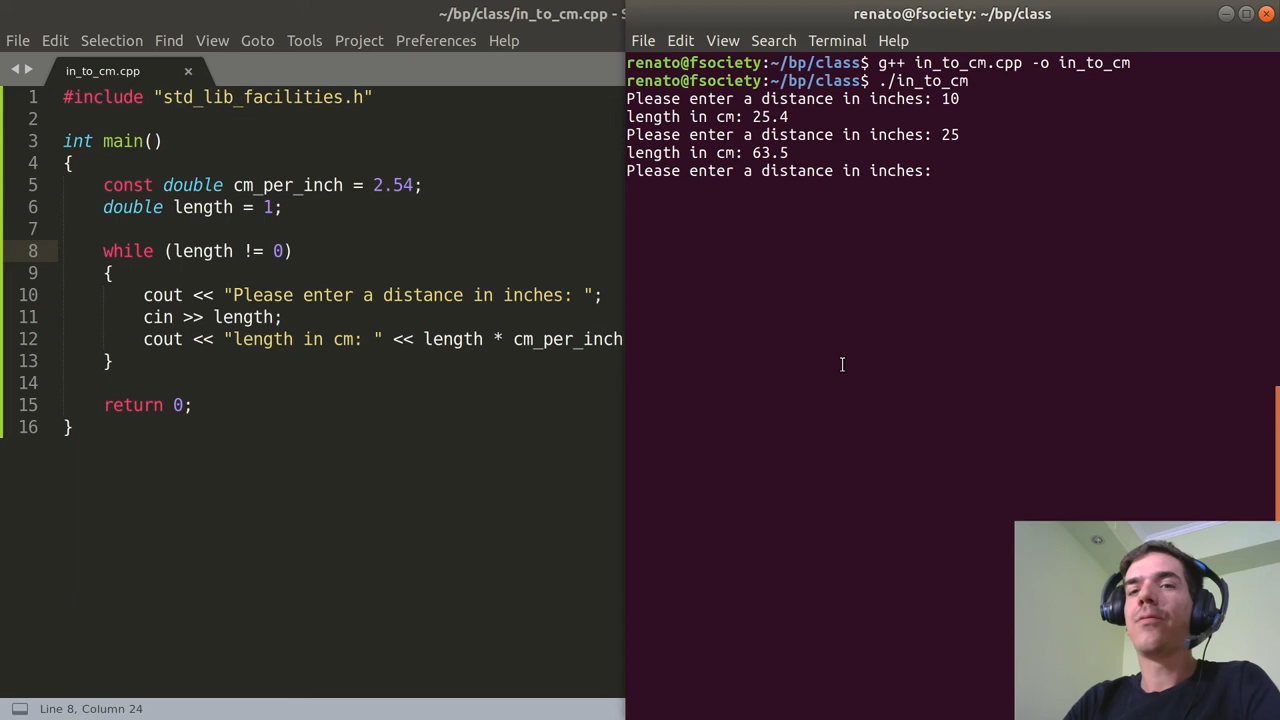 ~/bp/class/in_to_cm.cpp - S
File Edit Selection Find View Goto Tools Project Preferences Help
in_to_cm.cpp ×
1 #include "std_lib_facilities.h"
2
3 int main()
4 {
5 const double cm_per_inch = 2.54;
6 double length = 1;
7
8 while (length != 0)
9 {
10 cout << "Please enter a distance in inches: ";
11 cin >> length;
12 cout << "length in cm: " << length * cm_per_inch
13 }
14
15 return 0;
16 }
Line 8, Column 24
renato@fsociety: ~/bp/class
File Edit View Search Terminal Help
renato@fsociety:~/bp/class$ g++ in_to_cm.cpp -o in_to_cm
renato@fsociety:~/bp/class$ ./in_to_cm
Please enter a distance in inches: 10
length in cm: 25.4
Please enter a distance in inches: 25
length in cm: 63.5
Please enter a distance in inches: